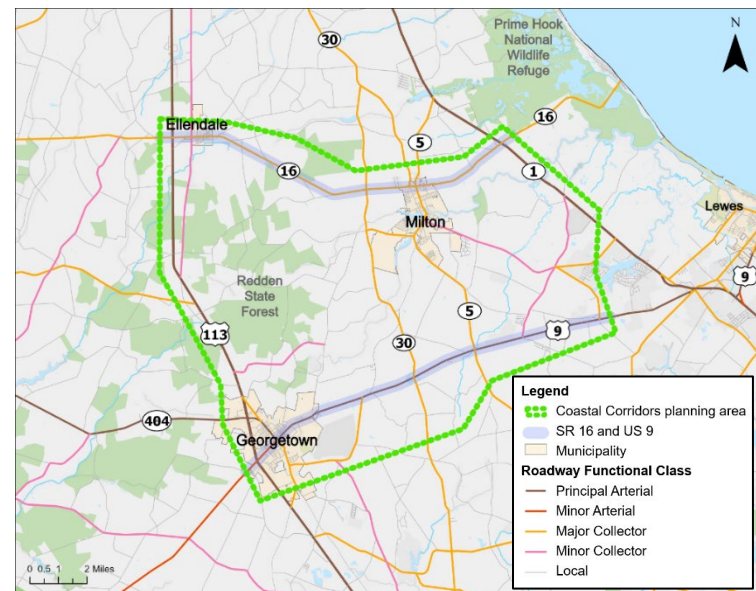 N
30
Prime Hook
National
Wildlife
Refuge
Ellendale
16
5
16
1
Milton
Lewes
9
Redden
State
Forest
5
113
30
9
404
Georgetown
Legend
Coastal Corridors planning area
SR 16 and US 9
Municipality
Roadway Functional Class
Principal Arterial
Minor Arterial
Major Collector
Minor Collector
Local
0 0.5 1 2 Miles